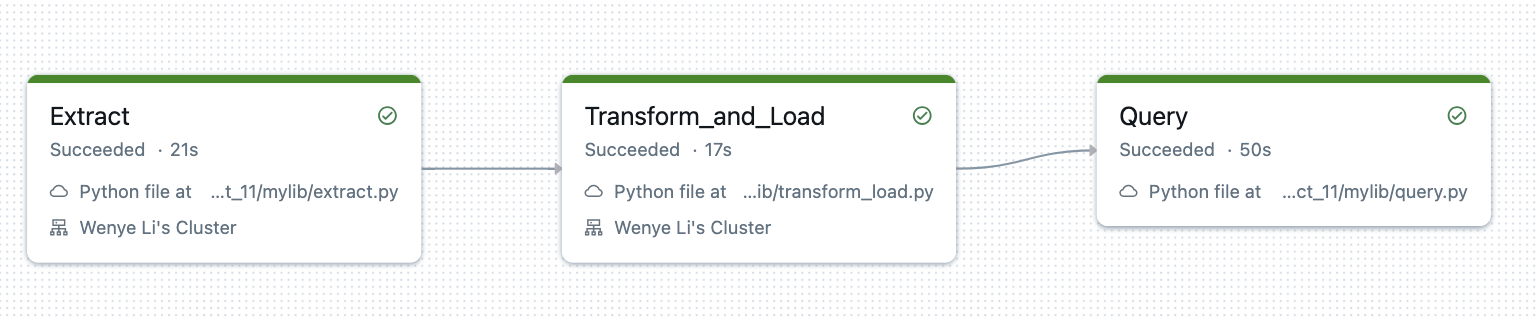 Extract
Succeeded · 21s
Python file at ...t_11/mylib/extract.py
Wenye Li's Cluster
Transform_and_Load
Succeeded · 17s
Python file at ...ib/transform_load.py
Wenye Li's Cluster
Query
Succeeded · 50s
Python file at ...ct_11/mylib/query.py